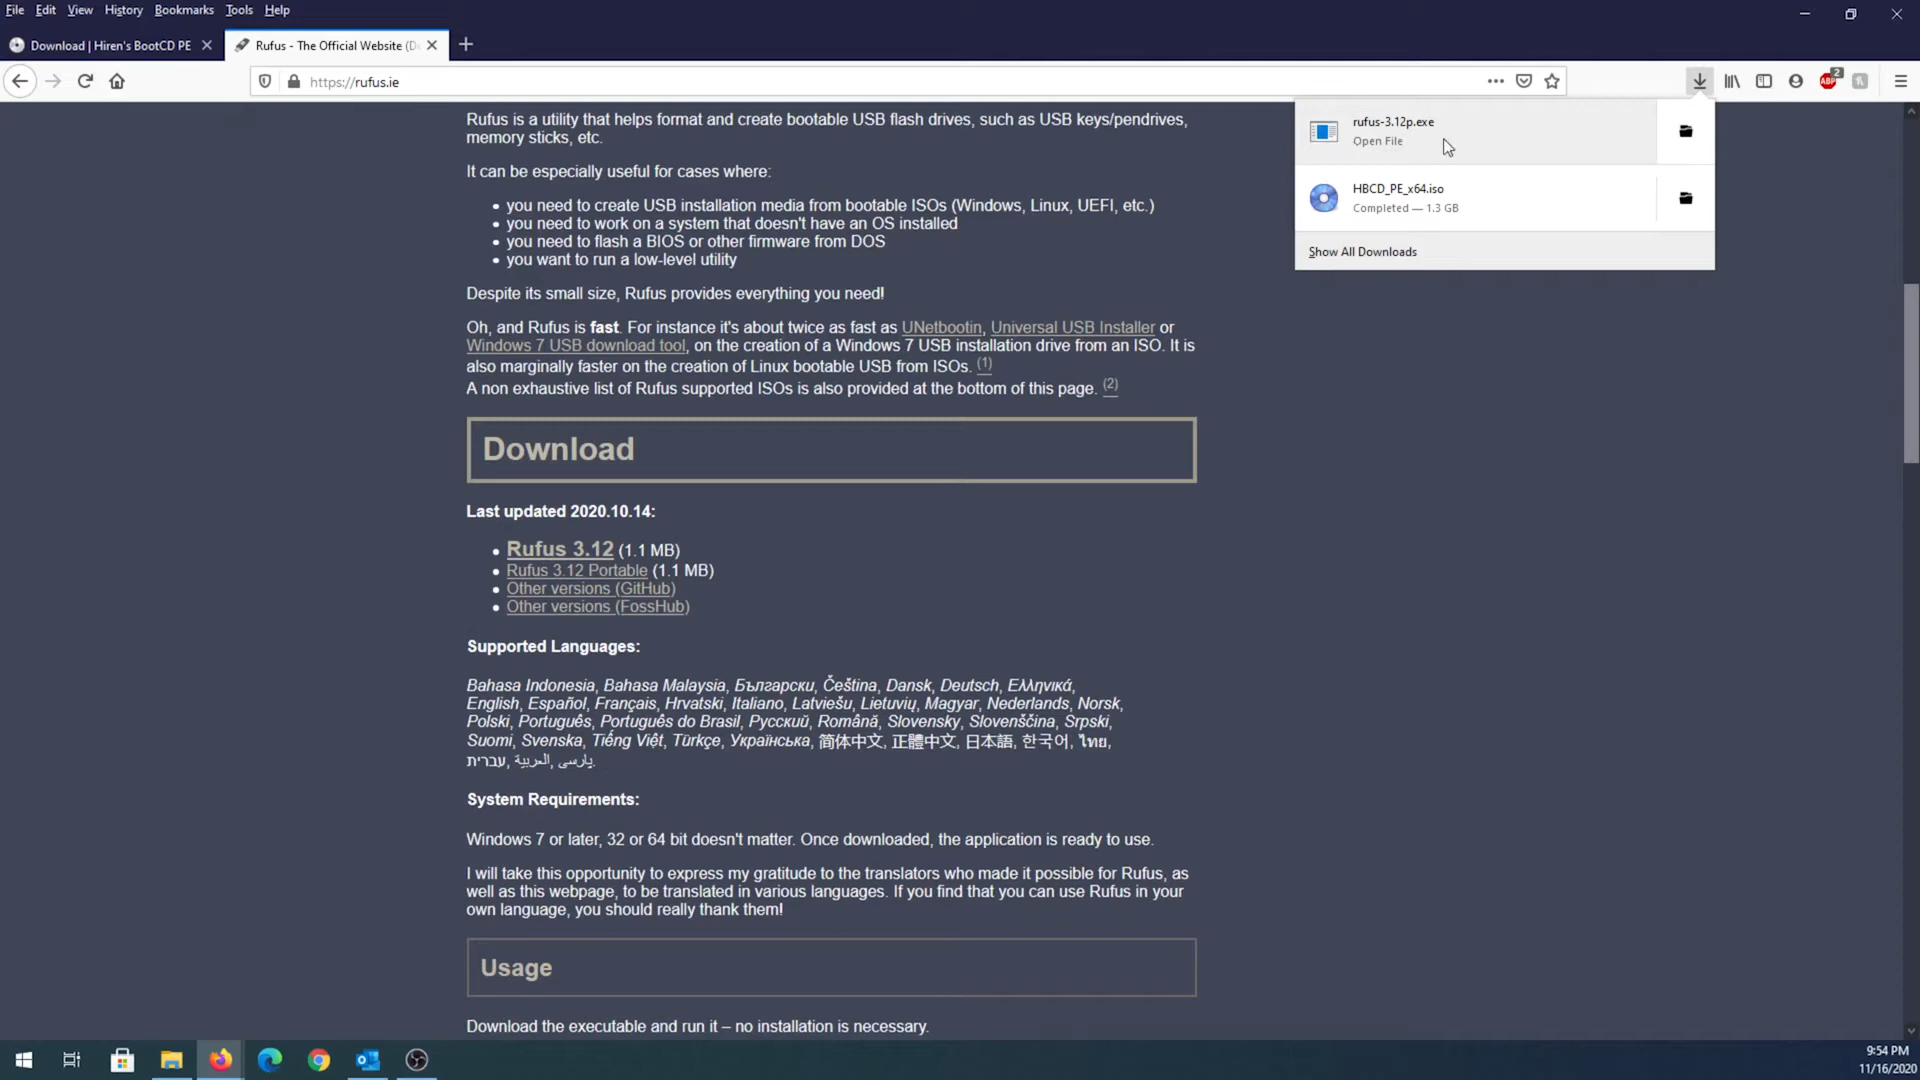 File Edit View History Bookmarks Tools Help
Download | Hiren's BootCD PE
Rufus - The Official Website (D
https://rufus.ie
ABP 2
rufus-3.12p.exe
Open File
HBCD_PE_x64.iso
Completed — 1.3 GB
Show All Downloads
Rufus is a utility that helps format and create bootable USB flash drives, such as USB keys/pendrives,
memory sticks, etc.
It can be especially useful for cases where:
• you need to create USB installation media from bootable ISOs (Windows, Linux, UEFI, etc.)
• you need to work on a system that doesn't have an OS installed
• you need to flash a BIOS or other firmware from DOS
• you want to run a low-level utility
Despite its small size, Rufus provides everything you need!
Oh, and Rufus is fast. For instance it's about twice as fast as UNetbootin, Universal USB Installer or
Windows 7 USB download tool, on the creation of a Windows 7 USB installation drive from an ISO. It is
also marginally faster on the creation of Linux bootable USB from ISOs. (1)
A non exhaustive list of Rufus supported ISOs is also provided at the bottom of this page. (2)
Download
Last updated 2020.10.14:
• Rufus 3.12 (1.1 MB)
• Rufus 3.12 Portable (1.1 MB)
• Other versions (GitHub)
• Other versions (FossHub)
Supported Languages:
Bahasa Indonesia, Bahasa Malaysia, Български, Čeština, Dansk, Deutsch, Ελληνικά,
English, Español, Français, Hrvatski, Italiano, Latviešu, Lietuvių, Magyar, Nederlands, Norsk,
Polski, Português, Português do Brasil, Русский, Română, Slovensky, Slovenščina, Srpski,
Suomi, Svenska, Tiếng Việt, Türkçe, Українська, 简体中文, 正體中文, 日本語, 한국어, ไทย,
עברית, العربية, پارسی.
System Requirements:
Windows 7 or later, 32 or 64 bit doesn't matter. Once downloaded, the application is ready to use.
I will take this opportunity to express my gratitude to the translators who made it possible for Rufus, as
well as this webpage, to be translated in various languages. If you find that you can use Rufus in your
own language, you should really thank them!
Usage
Download the executable and run it – no installation is necessary.
9:54 PM
11/16/2020